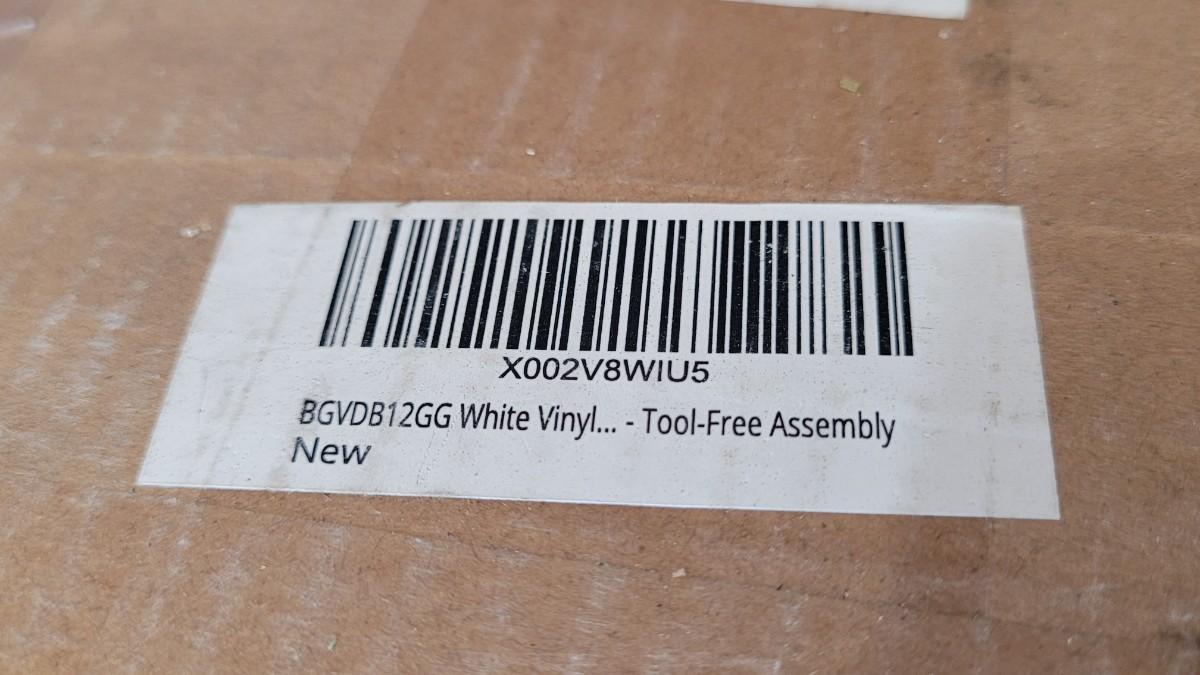 X002V8WIU5
BGVDB12GG White Vinyl... - Tool-Free Assembly
New